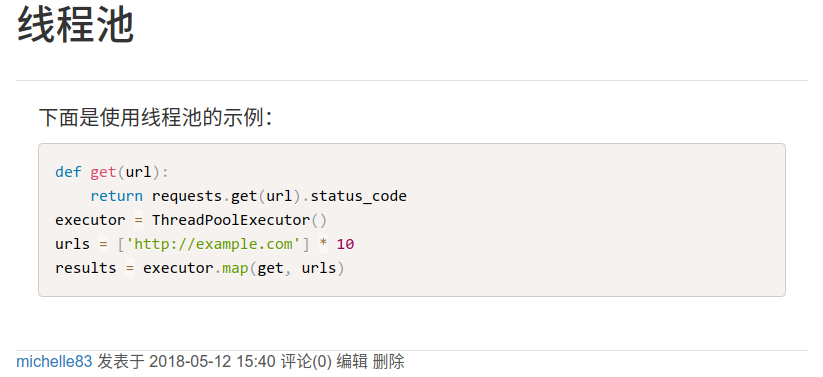 线程池
下面是使用线程池的示例：
def get(url):
    return requests.get(url).status_code
executor = ThreadPoolExecutor()
urls = ['http://example.com'] * 10
results = executor.map(get, urls)
michelle83 发表于 2018-05-12 15:40 评论(0) 编辑 删除